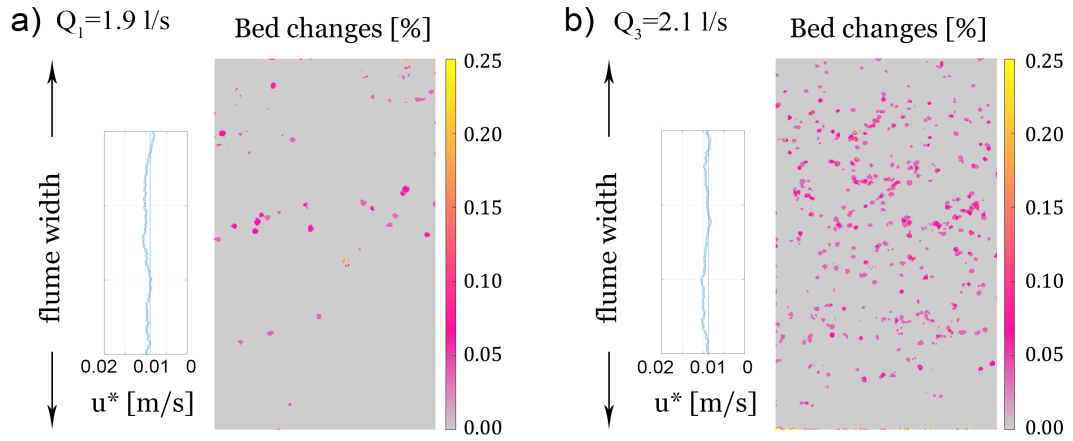 a) Q₁=1.9 l/s
Bed changes [%]
flume width
0.25
0.20
0.15
0.10
0.05
0.00
0.02
0.01
0
u* [m/s]
b) Q₃=2.1 l/s
Bed changes [%]
flume width
0.25
0.20
0.15
0.10
0.05
0.00
0.02
0.01
0
u* [m/s]